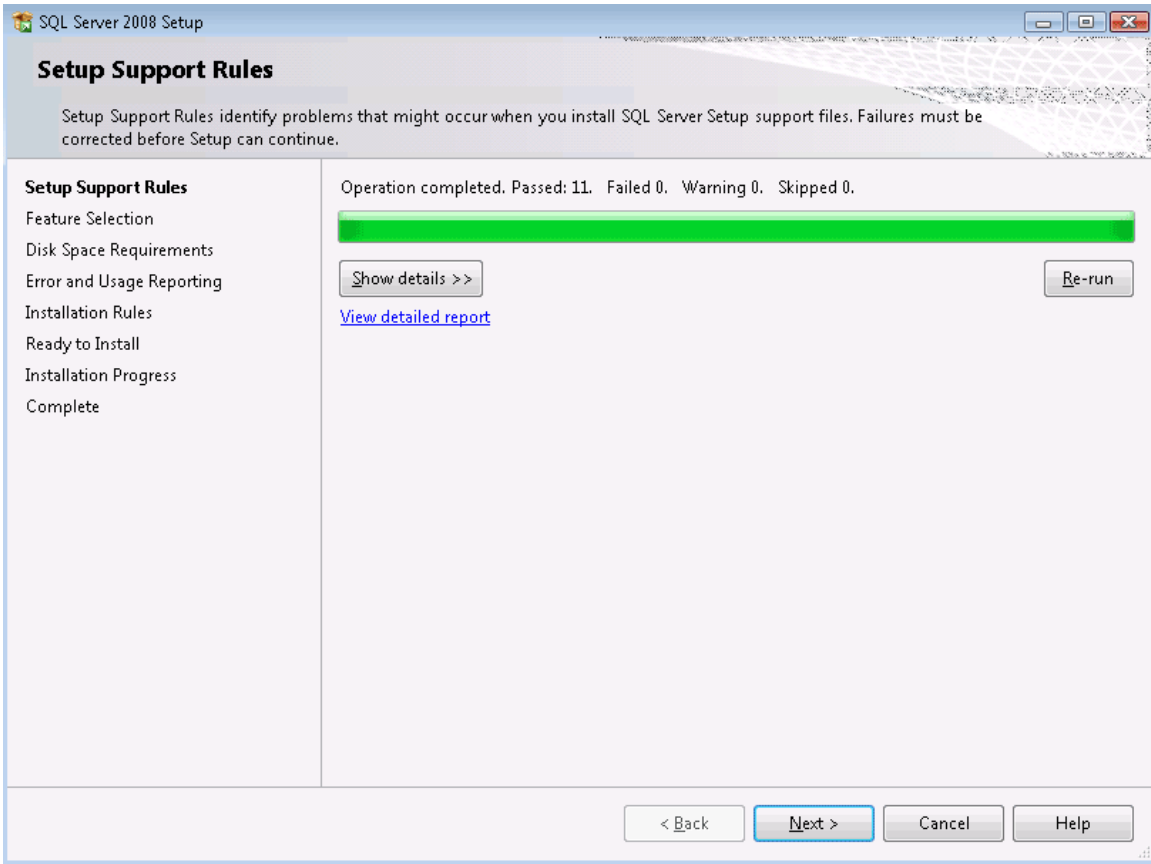 SQL Server 2008 Setup
Setup Support Rules
Setup Support Rules identify problems that might occur when you install SQL Server Setup support files. Failures must be
corrected before Setup can continue.
Setup Support Rules
Feature Selection
Disk Space Requirements
Error and Usage Reporting
Installation Rules
Ready to Install
Installation Progress
Complete
Operation completed. Passed: 11. Failed 0. Warning 0. Skipped 0.
Show details >>
Re-run
View detailed report
< Back
Next >
Cancel
Help